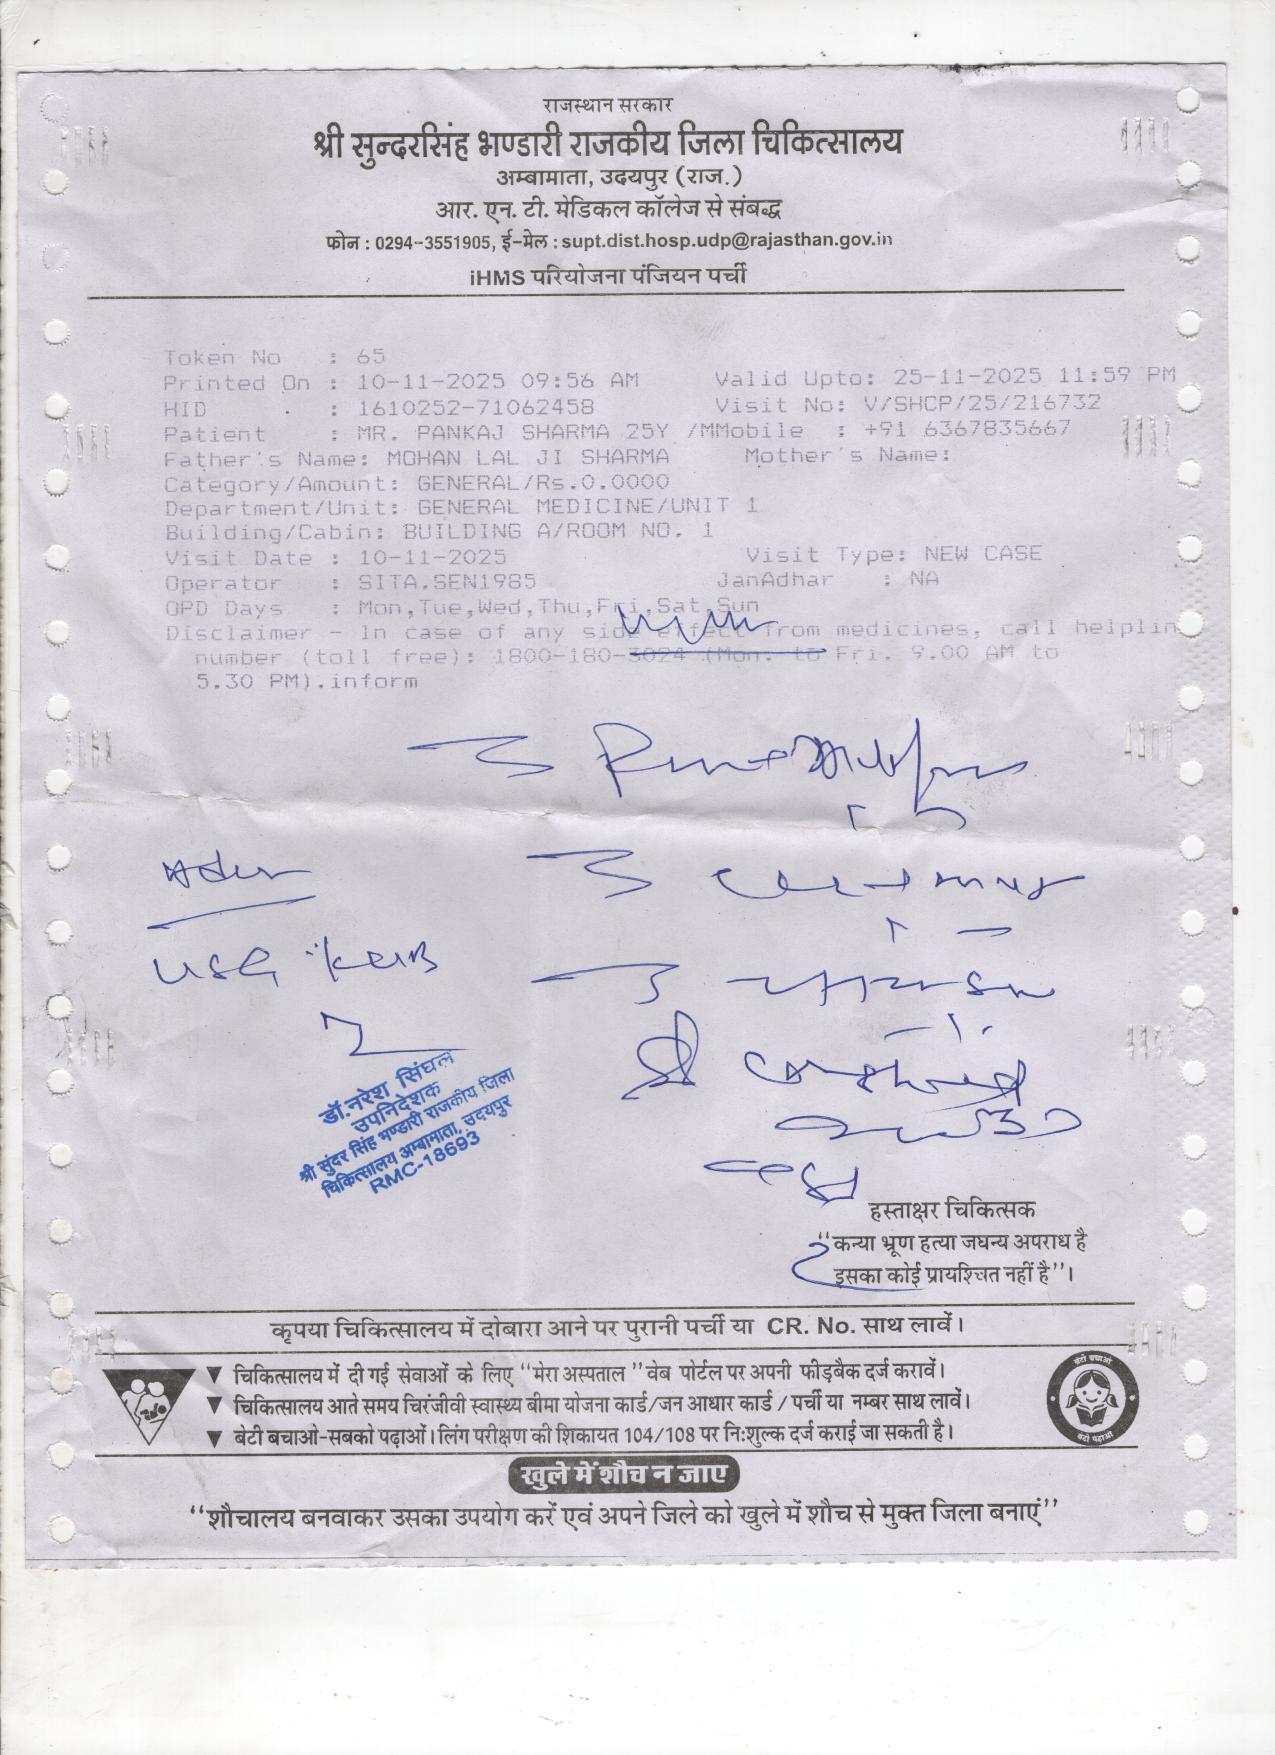 राजस्थान सरकार
श्री सुन्दरसिंह भण्डारी राजकीय जिला चिकित्सालय
अम्बामाता, उदयपुर (राज.)
आर. एन. टी. मेडिकल कॉलेज से संबद्ध
फोन : 0294-3551905, ई-मेल : supt.dist.hosp.udp@rajasthan.gov.in
iHMS परियोजना पंजियन पर्ची
Token No : 65
Printed On : 10-11-2025 09:56 AM Valid Upto: 25-11-2025 11:59 PM
HID : 1610252-71062458 Visit No: V/SHCP/25/216732
Patient : MR. PANKAJ SHARMA 25Y /MMobile : +91 6367835667
Father's Name: MOHAN LAL JI SHARMA Mother's Name:
Category/Amount: GENERAL/Rs.0.0000
Department/Unit: GENERAL MEDICINE/UNIT 1
Building/Cabin: BUILDING A/ROOM NO. 1
Visit Date : 10-11-2025 Visit Type: NEW CASE
Operator : SITA.SEN1985 JanAdhar : NA
OPD Days : Mon,Tue,Wed,Thu,Fri,Sat,Sun
Disclaimer - In case of any side effect from medicines, call helplin
number (toll free): 1800-180-3024 (Mon. to Fri. 9.00 AM to
5.30 PM).inform
USG KUB
डॉ. नरेश सिंघल
उपनिदेशक
श्री सुंदर सिंह भण्डारी राजकीय जिला
चिकित्सालय अम्बामाता, उदयपुर
RMC-18693
हस्ताक्षर चिकित्सक
"कन्या भ्रूण हत्या जघन्य अपराध है
इसका कोई प्रायश्चित नहीं है"।
कृपया चिकित्सालय में दोबारा आने पर पुरानी पर्ची या CR. No. साथ लावें।
▼ चिकित्सालय में दी गई सेवाओं के लिए "मेरा अस्पताल" वेब पोर्टल पर अपनी फीडबैक दर्ज करावें।
▼ चिकित्सालय आते समय चिरंजीवी स्वास्थ्य बीमा योजना कार्ड/जन आधार कार्ड / पर्ची या नम्बर साथ लावें।
▼ बेटी बचाओ-सबको पढ़ाओं। लिंग परीक्षण की शिकायत 104/108 पर नि:शुल्क दर्ज कराई जा सकती है।
बेटी बचाओ
बेटी पढ़ाओ
खुले में शौच न जाए
"शौचालय बनवाकर उसका उपयोग करें एवं अपने जिले को खुले में शौच से मुक्त जिला बनाएं"